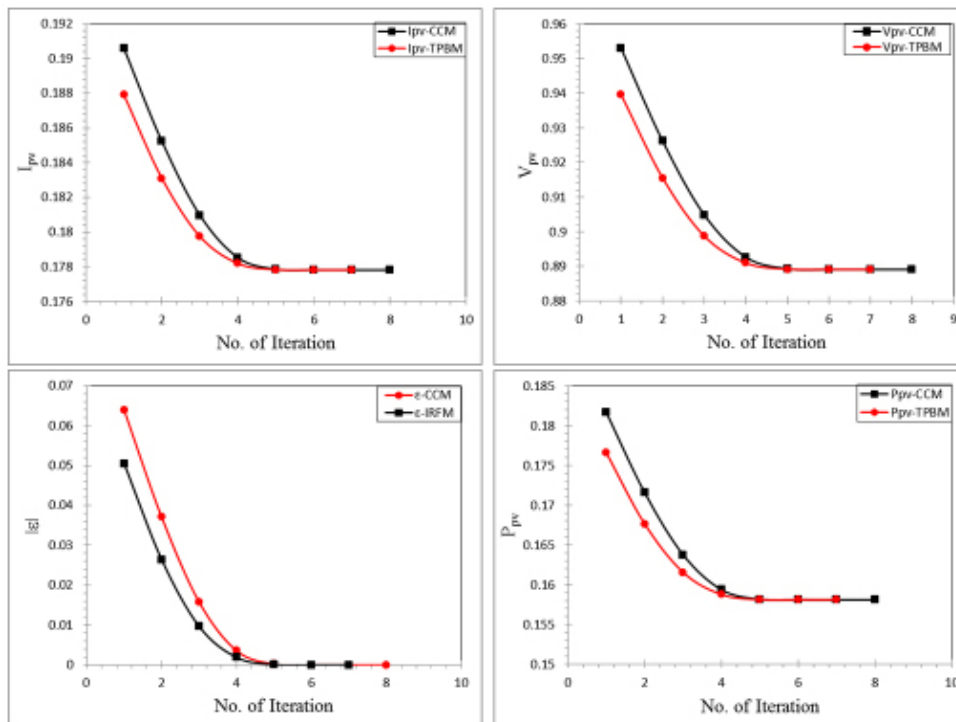 0.192
0.19
0.188
0.186
0.184
0.182
0.18
0.178
0.176
I_pv
Ipv-CCM
Ipv-TPBM
0 2 4 6 8 10
No. of Iteration
0.96
0.95
0.94
0.93
0.92
0.91
0.9
0.89
0.88
V_pv
Vpv-CCM
Vpv-TPBM
0 1 2 3 4 5 6 7 8 9
No. of Iteration
0.07
0.06
0.05
0.04
0.03
0.02
0.01
0
|ε|
ε-CCM
ε-IRFM
0 2 4 6 8 10
No. of Iteration
0.185
0.18
0.175
0.17
0.165
0.16
0.155
0.15
P_pv
Ppv-CCM
Ppv-TPBM
0 2 4 6 8 10
No. of Iteration